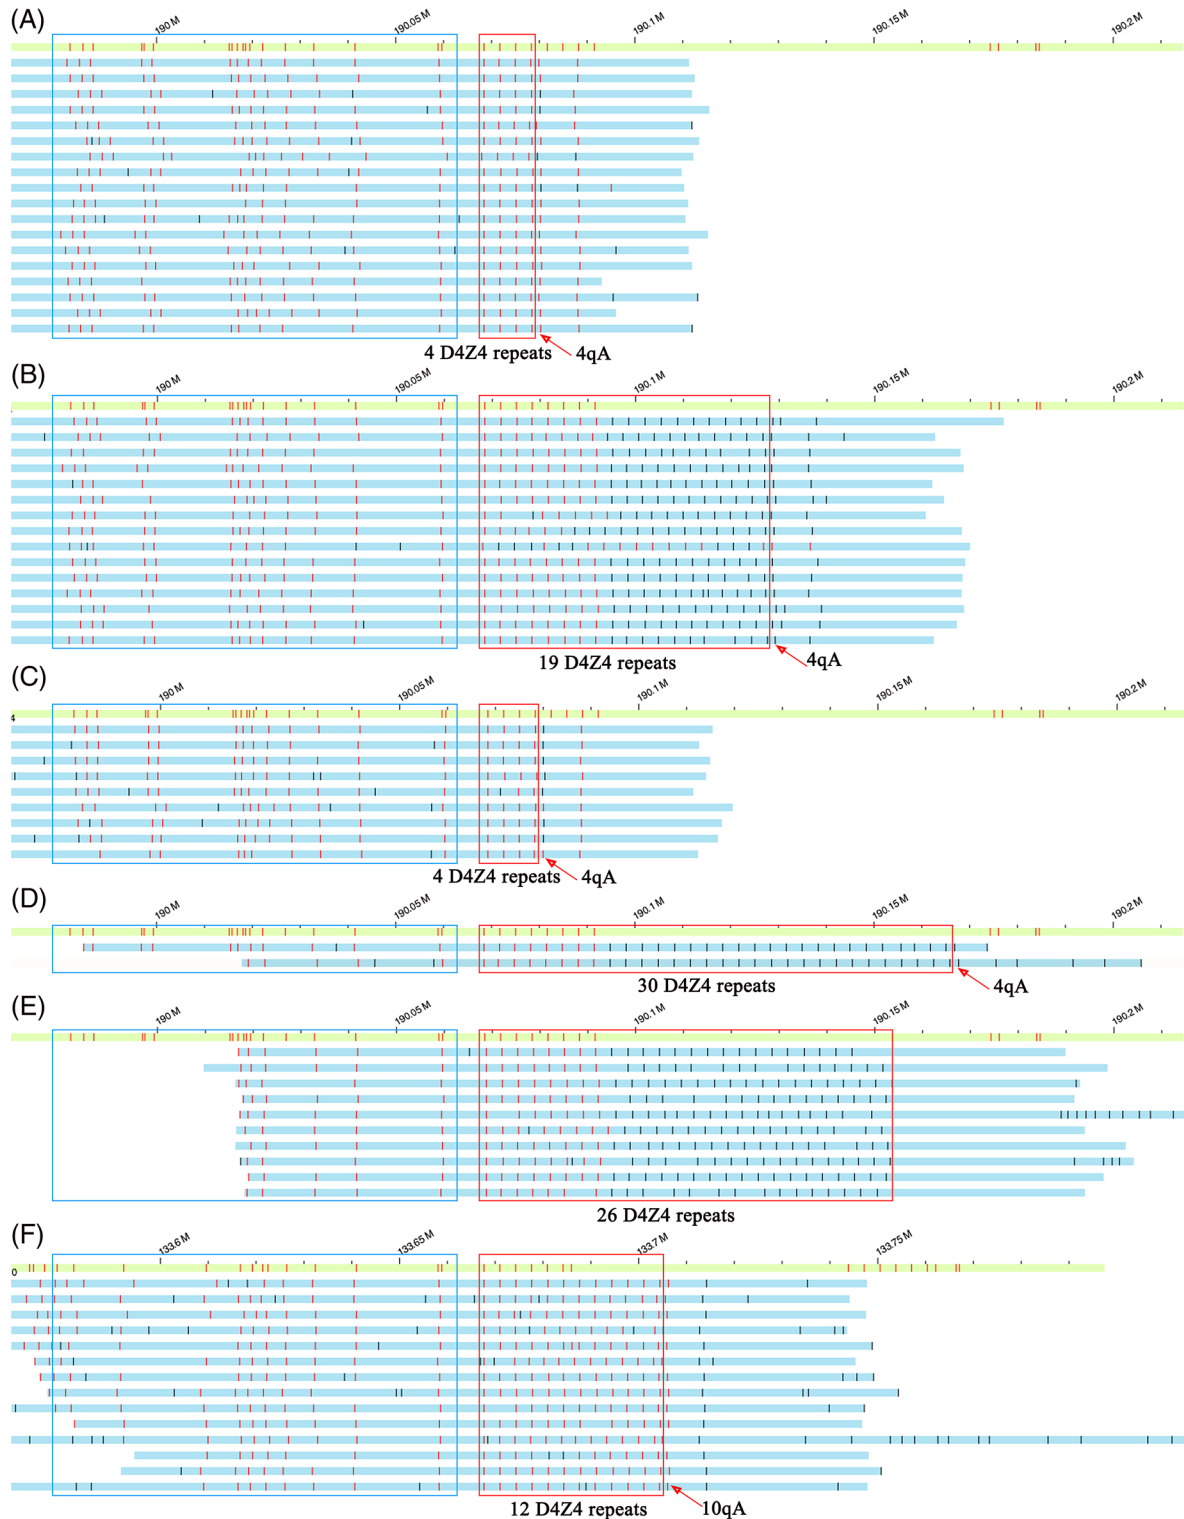 (A)
190 M 190.05 M 190.1 M 190.15 M 190.2 M
4 D4Z4 repeats 4qA
(B)
190 M 190.05 M 190.1 M 190.15 M 190.2 M
19 D4Z4 repeats 4qA
(C)
190 M 190.05 M 190.1 M 190.15 M 190.2 M
4
4 D4Z4 repeats 4qA
(D)
190 M 190.05 M 190.1 M 190.15 M 190.2 M
30 D4Z4 repeats 4qA
(E)
190 M 190.05 M 190.1 M 190.15 M 190.2 M
26 D4Z4 repeats
(F)
133.6 M 133.65 M 133.7 M 133.75 M
0
12 D4Z4 repeats 10qA